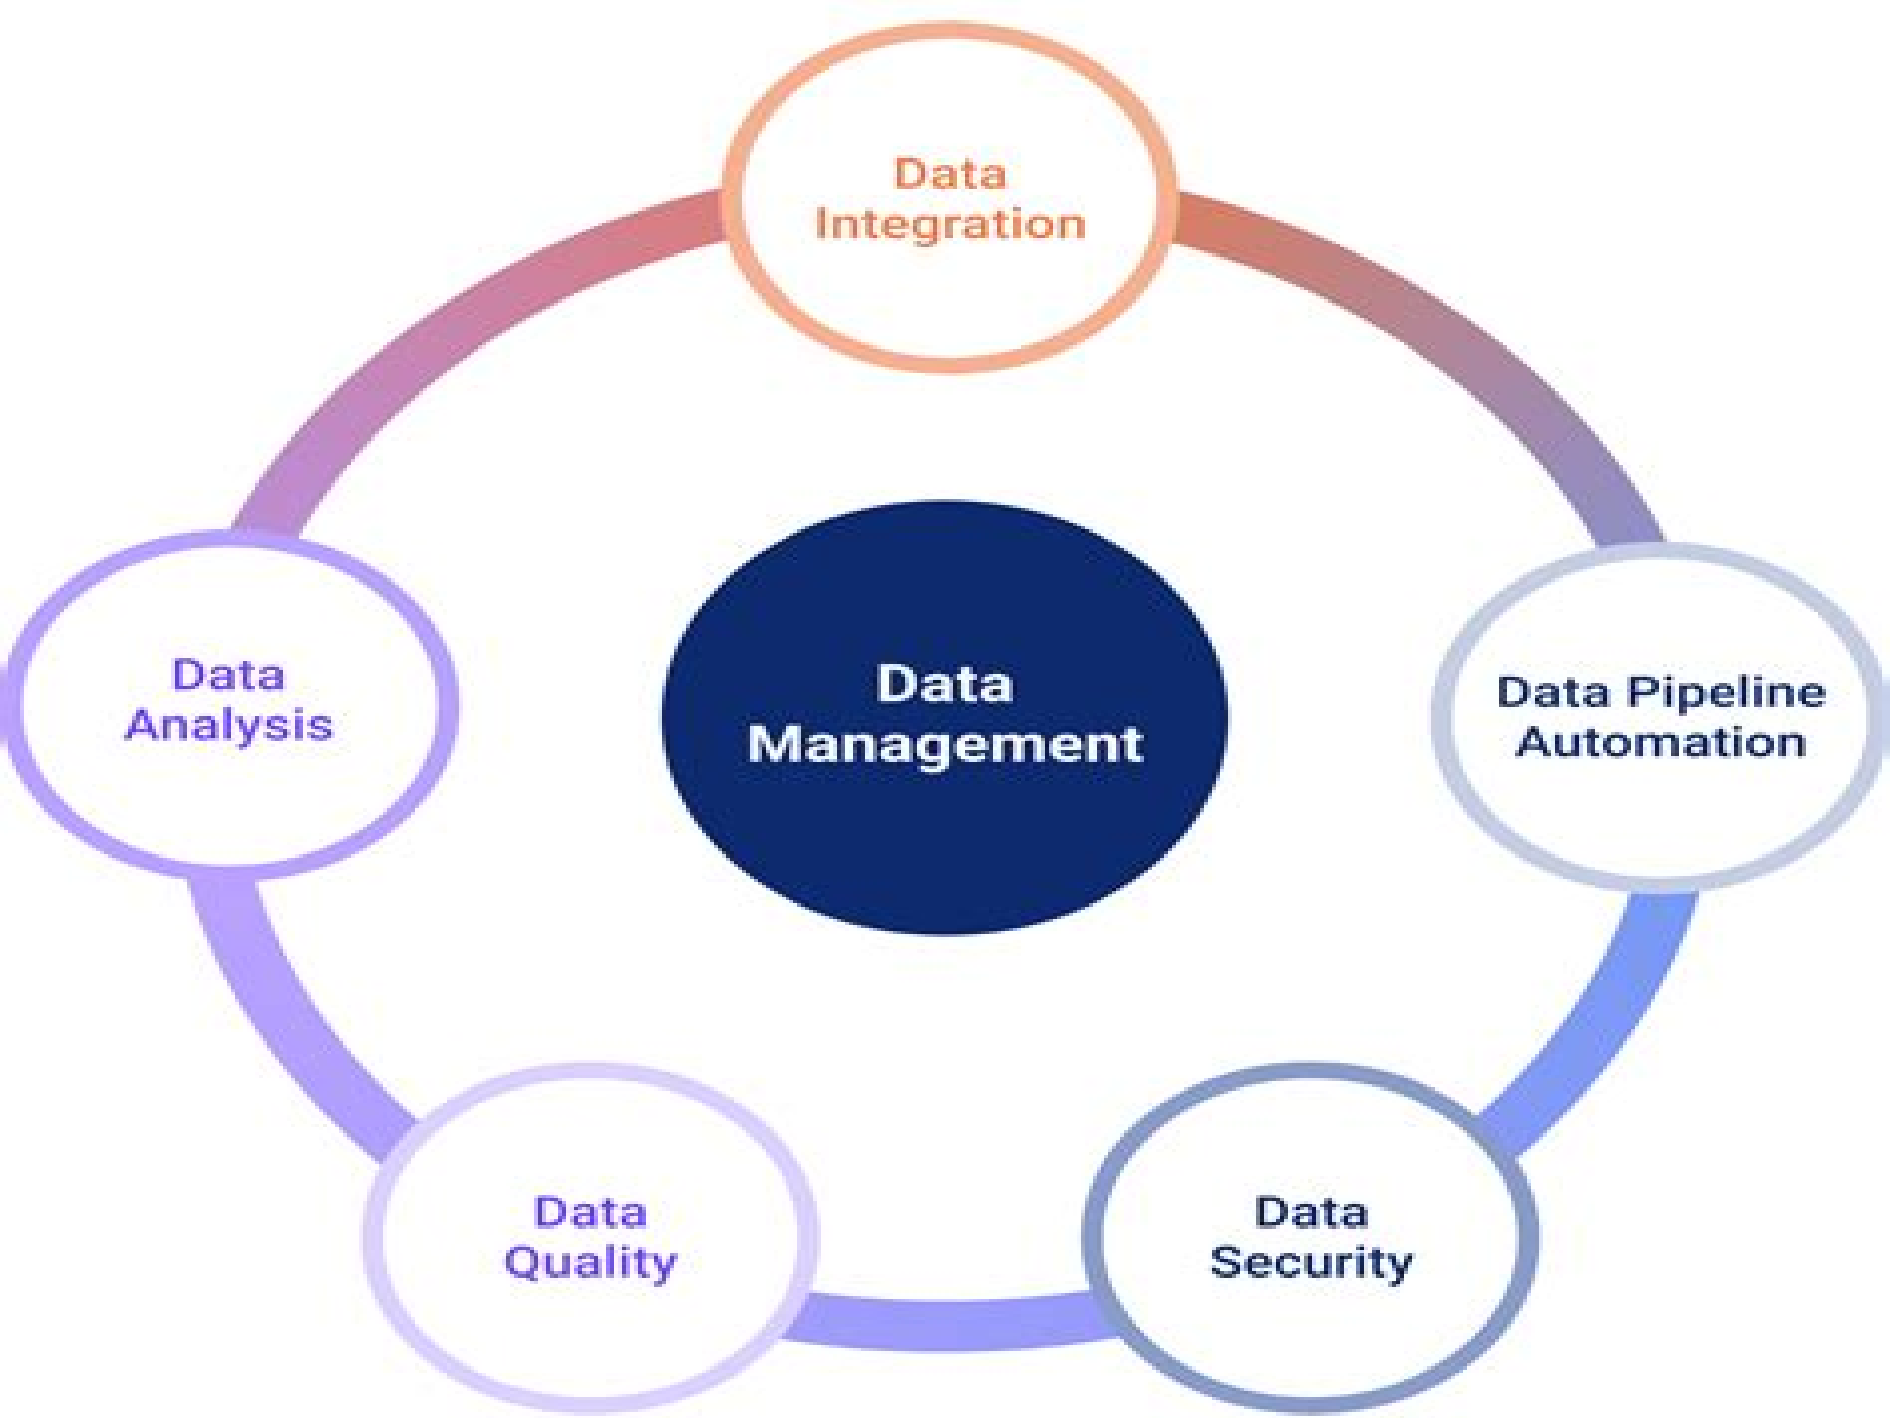 Data
Integration
Data
Analysis
Data
Management
Data Pipeline
Automation
Data
Quality
Data
Security